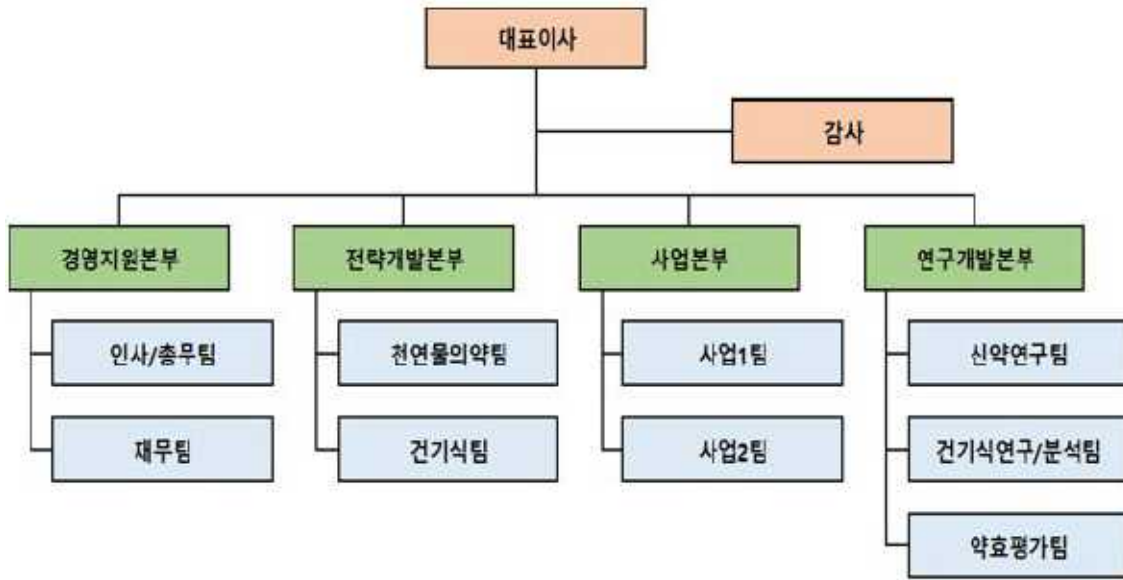 대표이사
감사
경영지원본부
전략개발본부
사업본부
연구개발본부
인사/총무팀
천연물의약팀
사업1팀
신약연구팀
재무팀
건기식팀
사업2팀
건기식연구/분석팀
약효평가팀